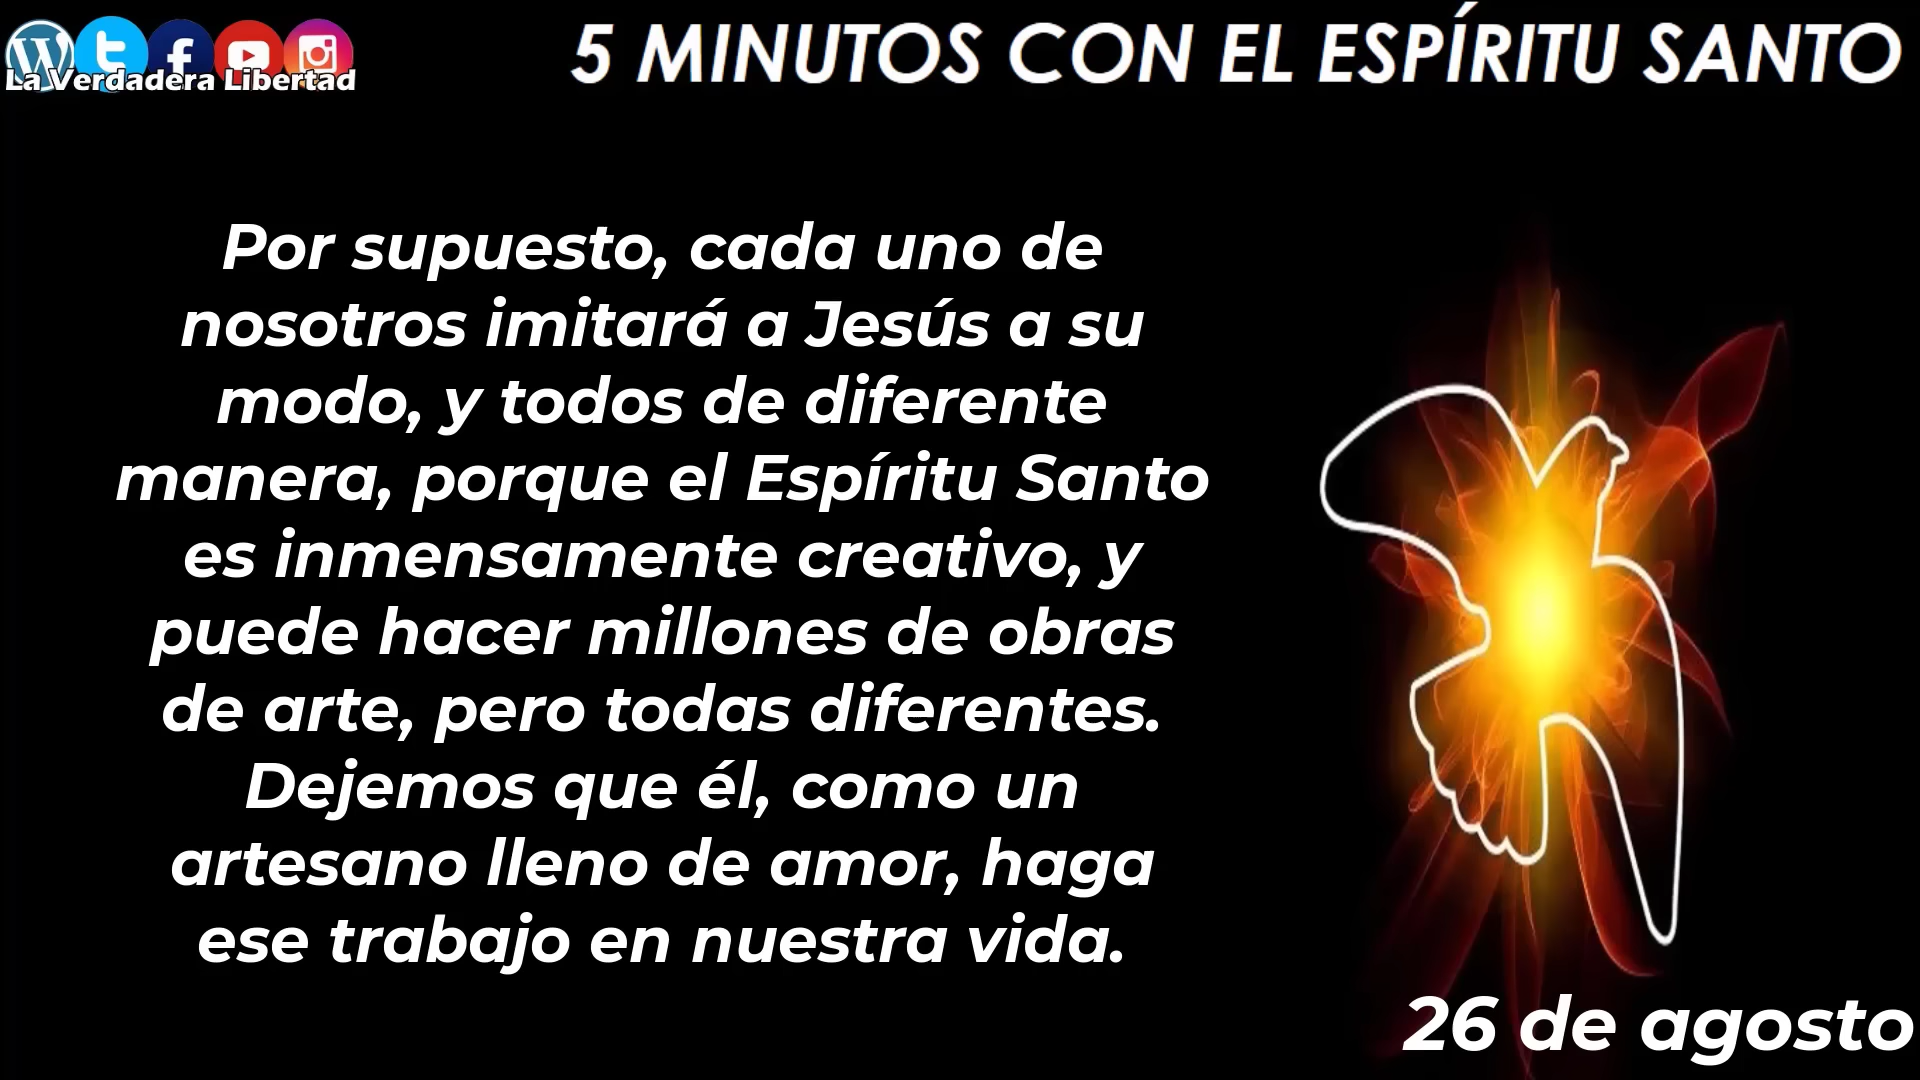 La Verdadera Libertad
5 MINUTOS CON EL ESPÍRITU SANTO
Por supuesto, cada uno de
nosotros imitará a Jesús a su
modo, y todos de diferente
manera, porque el Espíritu Santo
es inmensamente creativo, y
puede hacer millones de obras
de arte, pero todas diferentes.
Dejemos que él, como un
artesano lleno de amor, haga
ese trabajo en nuestra vida.
26 de agosto